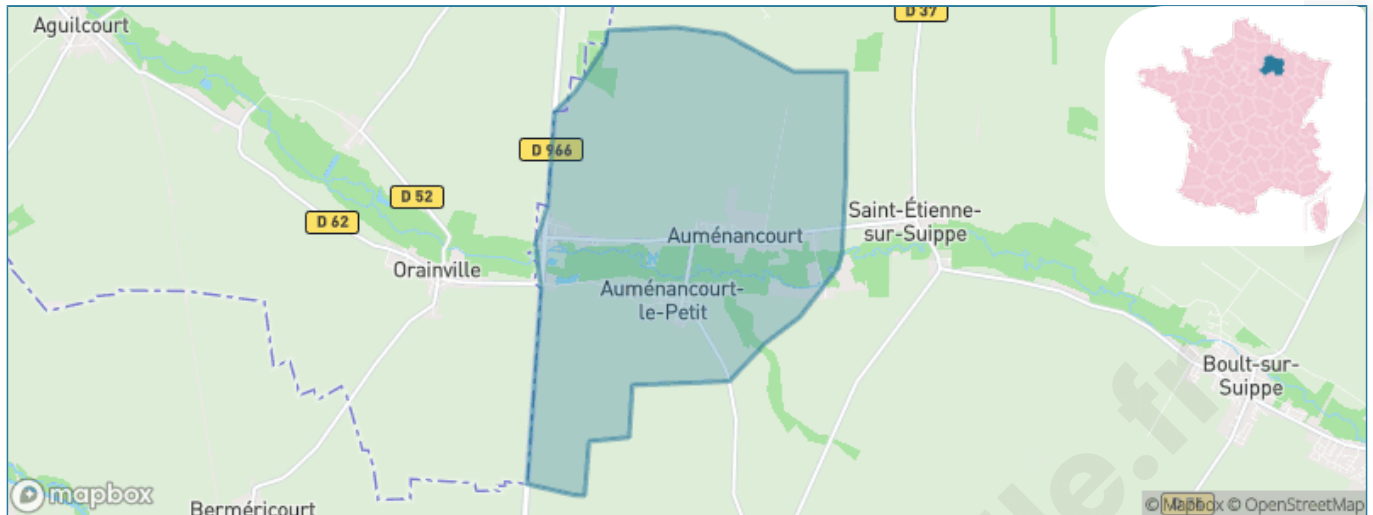 Aguilcourt
D 37
D 966
D 52
D 62
Auménancourt
Saint-Étienne-
sur-Suippe
Orainville
Auménancourt-
le-Petit
Boult-sur-
Suippe
mapbox
Berméricourt
© Mapbox © OpenStreetMap